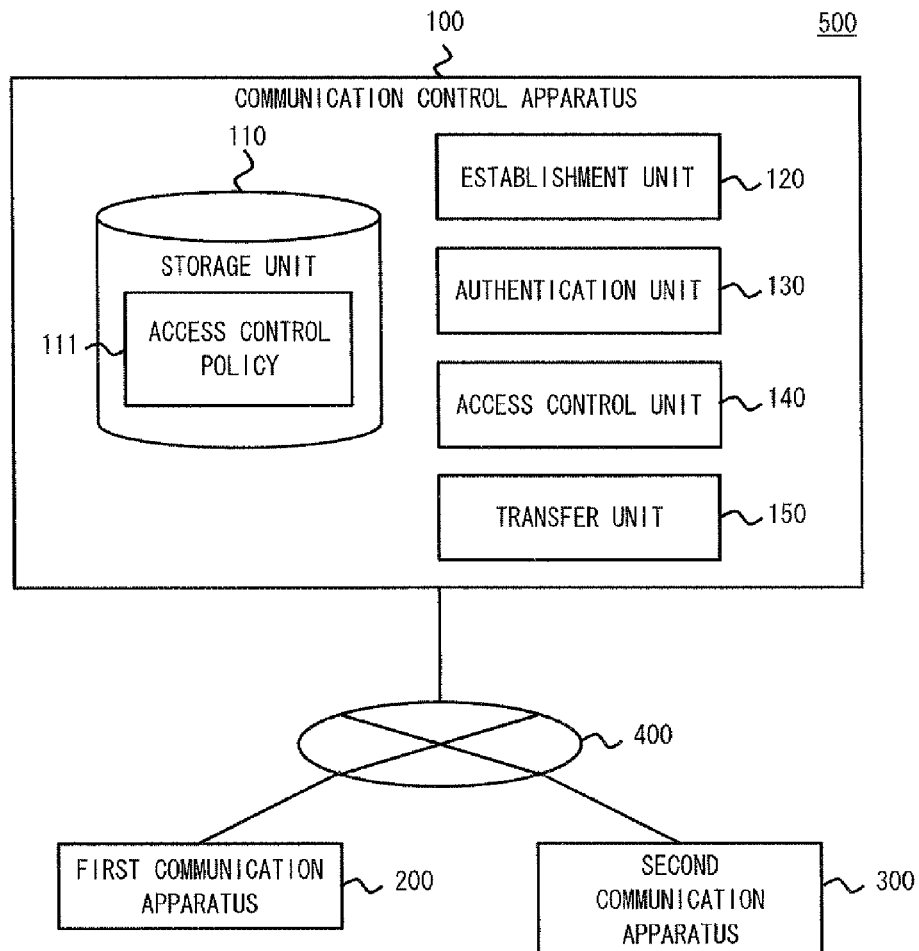 100
500
COMMUNICATION CONTROL APPARATUS
110
ESTABLISHMENT UNIT
120
STORAGE UNIT
AUTHENTICATION UNIT
130
111
ACCESS CONTROL
POLICY
ACCESS CONTROL UNIT
140
TRANSFER UNIT
150
400
FIRST COMMUNICATION
APPARATUS
200
SECOND
COMMUNICATION
APPARATUS
300